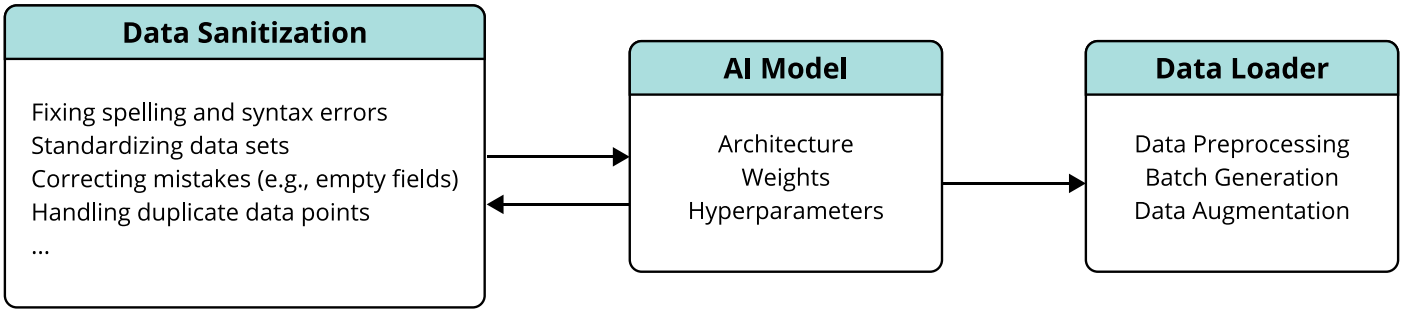 Data Sanitization
Fixing spelling and syntax errors
Standardizing data sets
Correcting mistakes (e.g., empty fields)
Handling duplicate data points
...
AI Model
Architecture
Weights
Hyperparameters
Data Loader
Data Preprocessing
Batch Generation
Data Augmentation